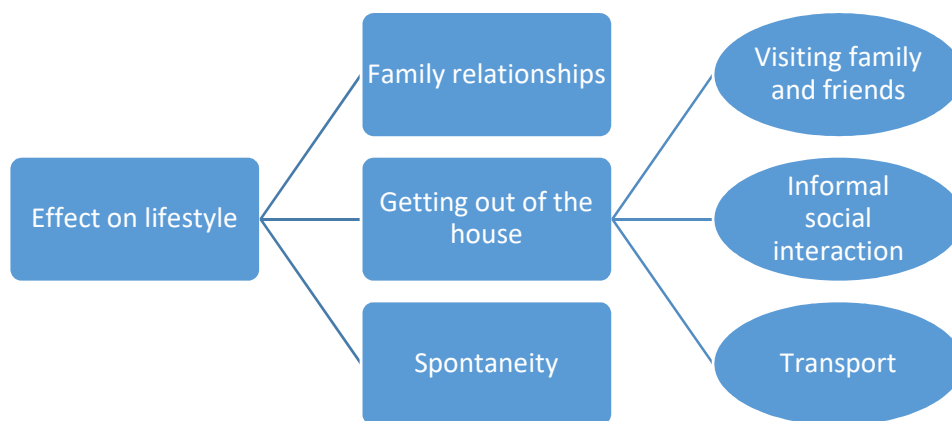 Effect on lifestyle
Family relationships
Getting out of the
house
Spontaneity
Visiting family
and friends
Informal
social
interaction
Transport